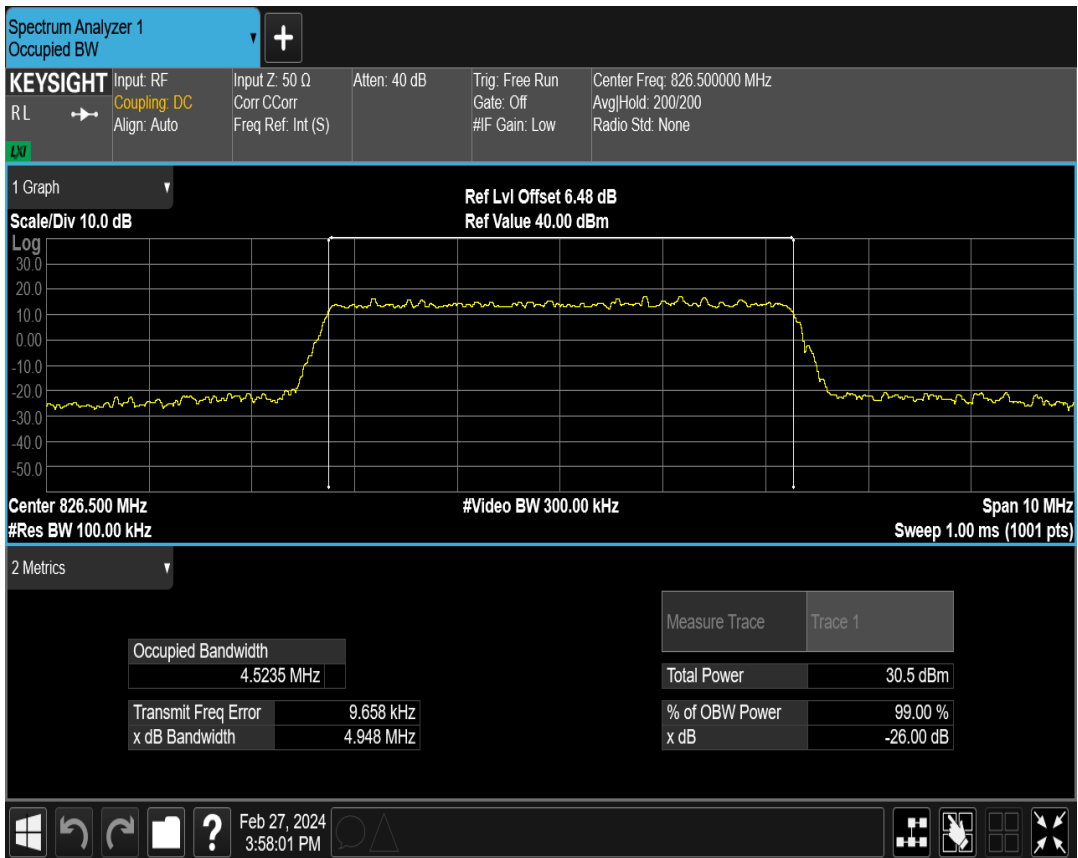 Spectrum Analyzer 1
Occupied BW
KEYSIGHT
RL
LXI
Input: RF
Coupling: DC
Align: Auto
Input Z: 50 Ω
Corr CCorr
Freq Ref: Int (S)
Atten: 40 dB
Trig: Free Run
Gate: Off
#IF Gain: Low
Center Freq: 826.500000 MHz
Avg|Hold: 200/200
Radio Std: None
1 Graph
Ref Lvl Offset 6.48 dB
Scale/Div 10.0 dB
Ref Value 40.00 dBm
Log
30.0
20.0
10.0
0.00
-10.0
-20.0
-30.0
-40.0
-50.0
Center 826.500 MHz
#Video BW 300.00 kHz
Span 10 MHz
#Res BW 100.00 kHz
Sweep 1.00 ms (1001 pts)
2 Metrics
Measure Trace Trace 1
Occupied Bandwidth
4.5235 MHz
Total Power 30.5 dBm
Transmit Freq Error 9.658 kHz
% of OBW Power 99.00 %
x dB Bandwidth 4.948 MHz
x dB -26.00 dB
?
Feb 27, 2024
3:58:01 PM